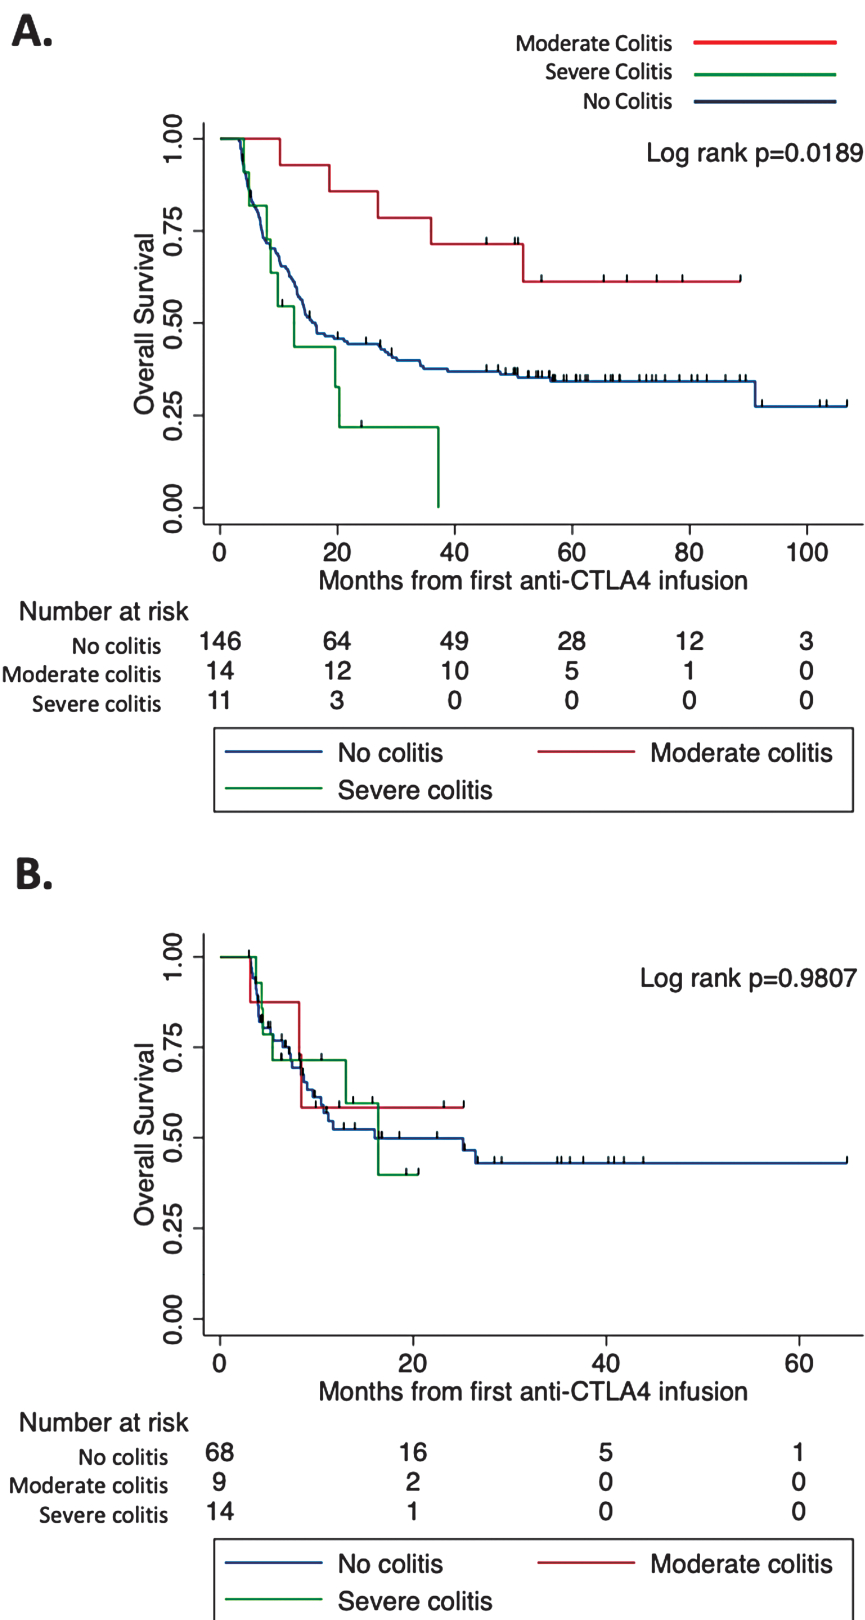 A.
Moderate Colitis
Severe Colitis
No Colitis
Log rank p=0.0189
Overall Survival
1.00
0.75
0.50
0.25
0.00
0 20 40 60 80 100
Months from first anti-CTLA4 infusion
Number at risk
No colitis 146 64 49 28 12 3
Moderate colitis 14 12 10 5 1 0
Severe colitis 11 3 0 0 0 0
No colitis Moderate colitis
Severe colitis
B.
Log rank p=0.9807
Overall Survival
1.00
0.75
0.50
0.25
0.00
0 20 40 60
Months from first anti-CTLA4 infusion
Number at risk
No colitis 68 16 5 1
Moderate colitis 9 2 0 0
Severe colitis 14 1 0 0
No colitis Moderate colitis
Severe colitis